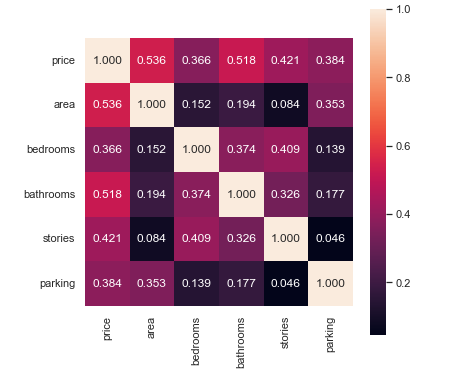 1.0
price 1.000 0.536 0.366 0.518 0.421 0.384
0.8
area 0.536 1.000 0.152 0.194 0.084 0.353
bedrooms 0.366 0.152 1.000 0.374 0.409 0.139
0.6
bathrooms 0.518 0.194 0.374 1.000 0.326 0.177
0.4
stories 0.421 0.084 0.409 0.326 1.000 0.046
parking 0.384 0.353 0.139 0.177 0.046 1.000
0.2
price area bedrooms bathrooms stories parking